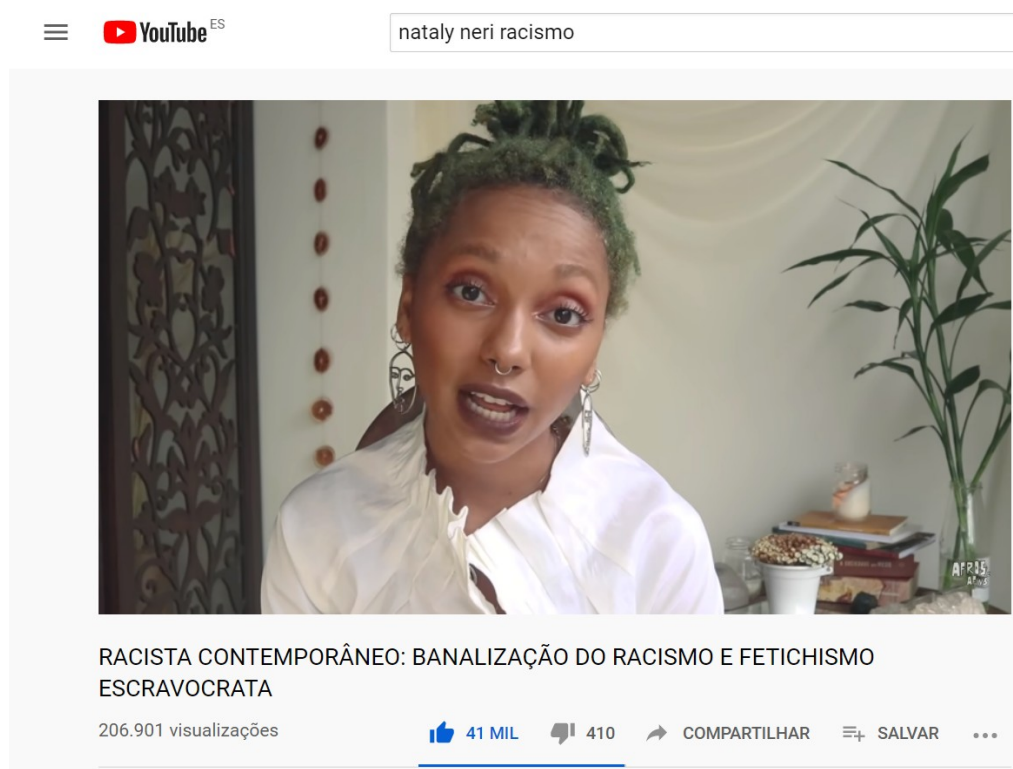 YouTube ES
nataly neri racismo
AFROS
AFINS
RACISTA CONTEMPORÂNEO: BANALIZAÇÃO DO RACISMO E FETICHISMO
ESCRAVOCRATA
206.901 visualizações
41 MIL
410
COMPARTILHAR
SALVAR